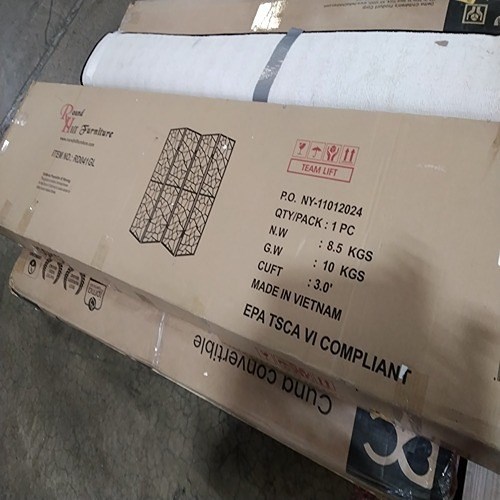 Round
Hill Furniture
ITEM NO.: RD041GL
TEAM LIFT
P.O. NY-11012024
QTY/PACK : 1 PC
N.W : 8.5 KGS
G.W : 10 KGS
CUFT : 3.0'
MADE IN VIETNAM
EPA TSCA VI COMPLIANT
Cuna convertible